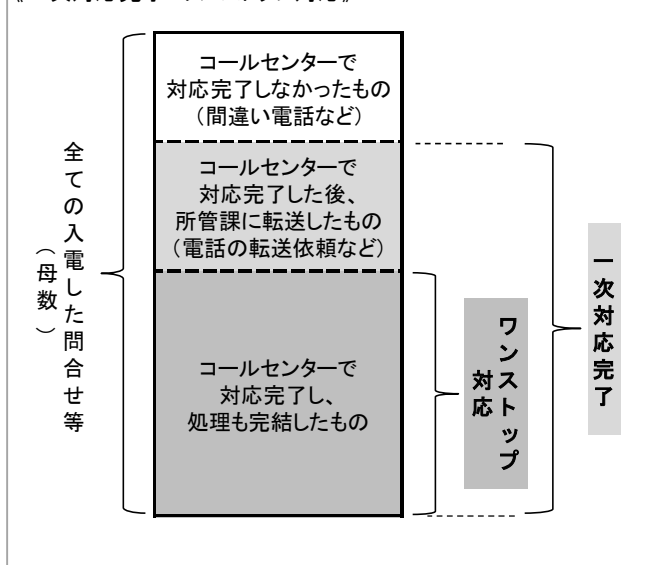 全ての入電した問合せ等
（母数）
コールセンターで
対応完了しなかったもの
（間違い電話など）
コールセンターで
対応完了した後、
所管課に転送したもの
（電話の転送依頼など）
コールセンターで
対応完了し、
処理も完結したもの
ワンストップ
対応
一次対応完了